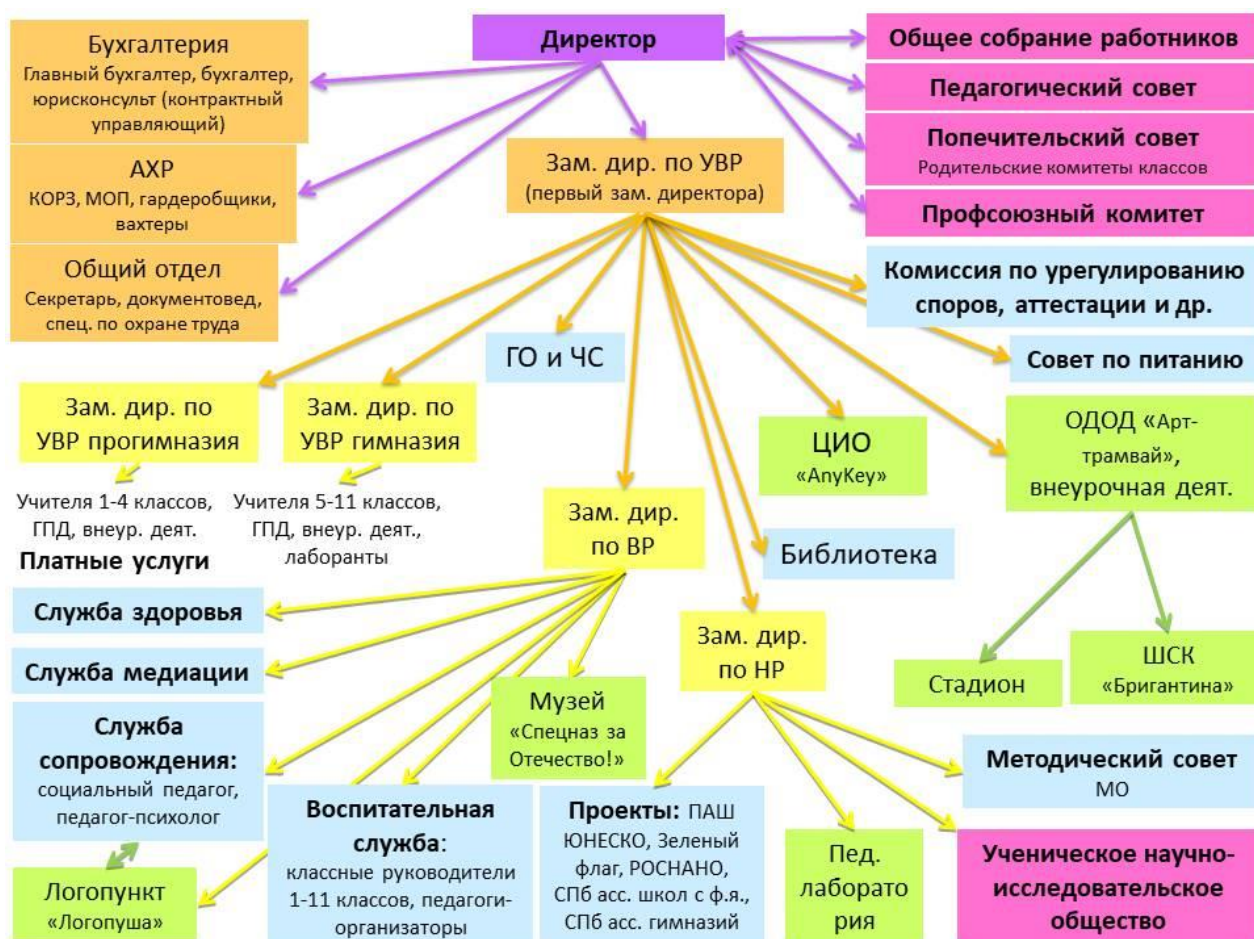 Бухгалтерия
Главный бухгалтер, бухгалтер,
юрисконсульт (контрактный
управляющий)
АХР
КОРЗ, МОП, гардеробщики,
вахтеры
Общий отдел
Секретарь, документовед,
спец. по охране труда
Директор
Зам. дир. по УВР
(первый зам. директора)
Общее собрание работников
Педагогический совет
Попечительский совет
Родительские комитеты классов
Профсоюзный комитет
Комиссия по урегулированию
споров, аттестации и др.
Совет по питанию
ГО и ЧС
Зам. дир. по
УВР прогимназия
Зам. дир. по
УВР гимназия
Учителя 1-4 классов,
ГПД, внеур. деят.
Платные услуги
Учителя 5-11 классов,
ГПД, внеур. деят.,
лаборанты
Зам. дир.
по ВР
ЦИО
«AnyKey»
ОДОД «Арт-
трамвай»,
внеурочная деят.
Библиотека
Служба здоровья
Служба медиации
Служба
сопровождения:
социальный педагог,
педагог-психолог
Логопункт
«Логопуша»
Музей
«Спецназ за
Отечество!»
Воспитательная
служба:
классные руководители
1-11 классов, педагоги-
организаторы
Зам. дир.
по НР
Проекты: ПАШ
ЮНЕСКО, Зеленый
флаг, РОСНАНО,
СПб асс. школ с ф.я.,
СПб асс. гимназий
Пед.
лаборато
рия
Стадион
ШСК
«Бригантина»
Методический совет
МО
Ученическое научно-
исследовательское
общество